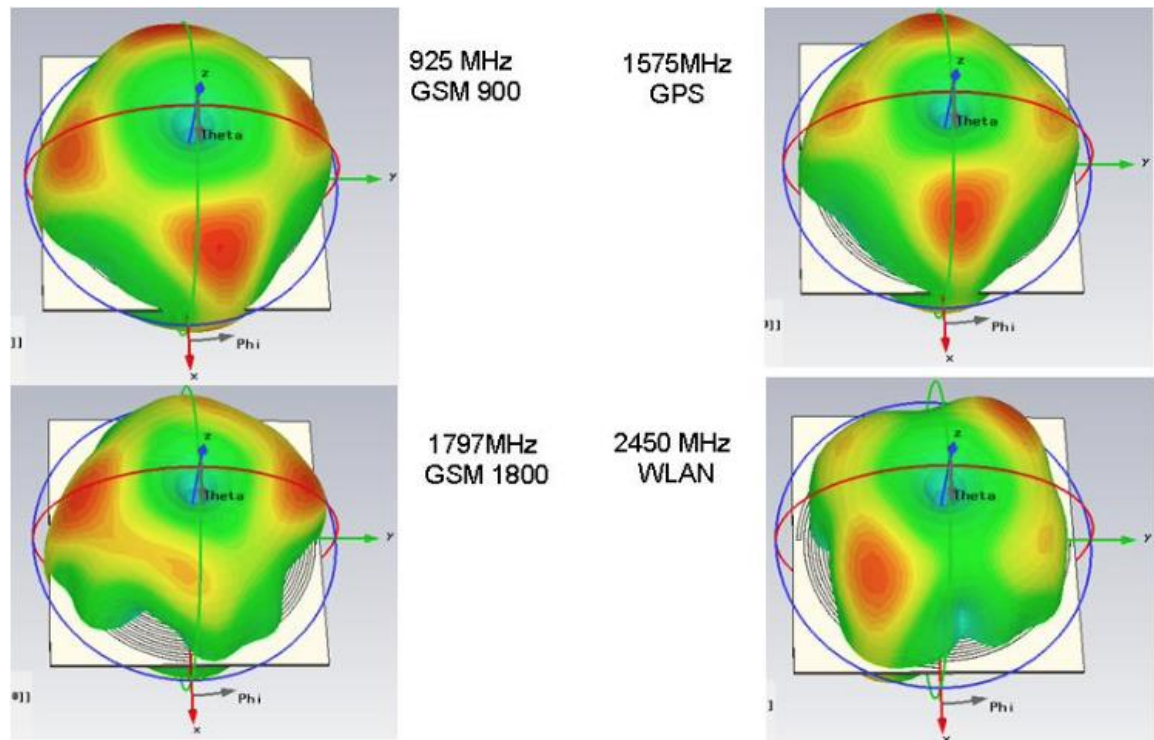 925 MHz
GSM 900
1575MHz
GPS
z
Theta
y
]]
Phi
x
z
Theta
y
]]
Phi
x
1797MHz
GSM 1800
2450 MHz
WLAN
z
Theta
y
]]
Phi
x
z
Theta
y
]
Phi
x